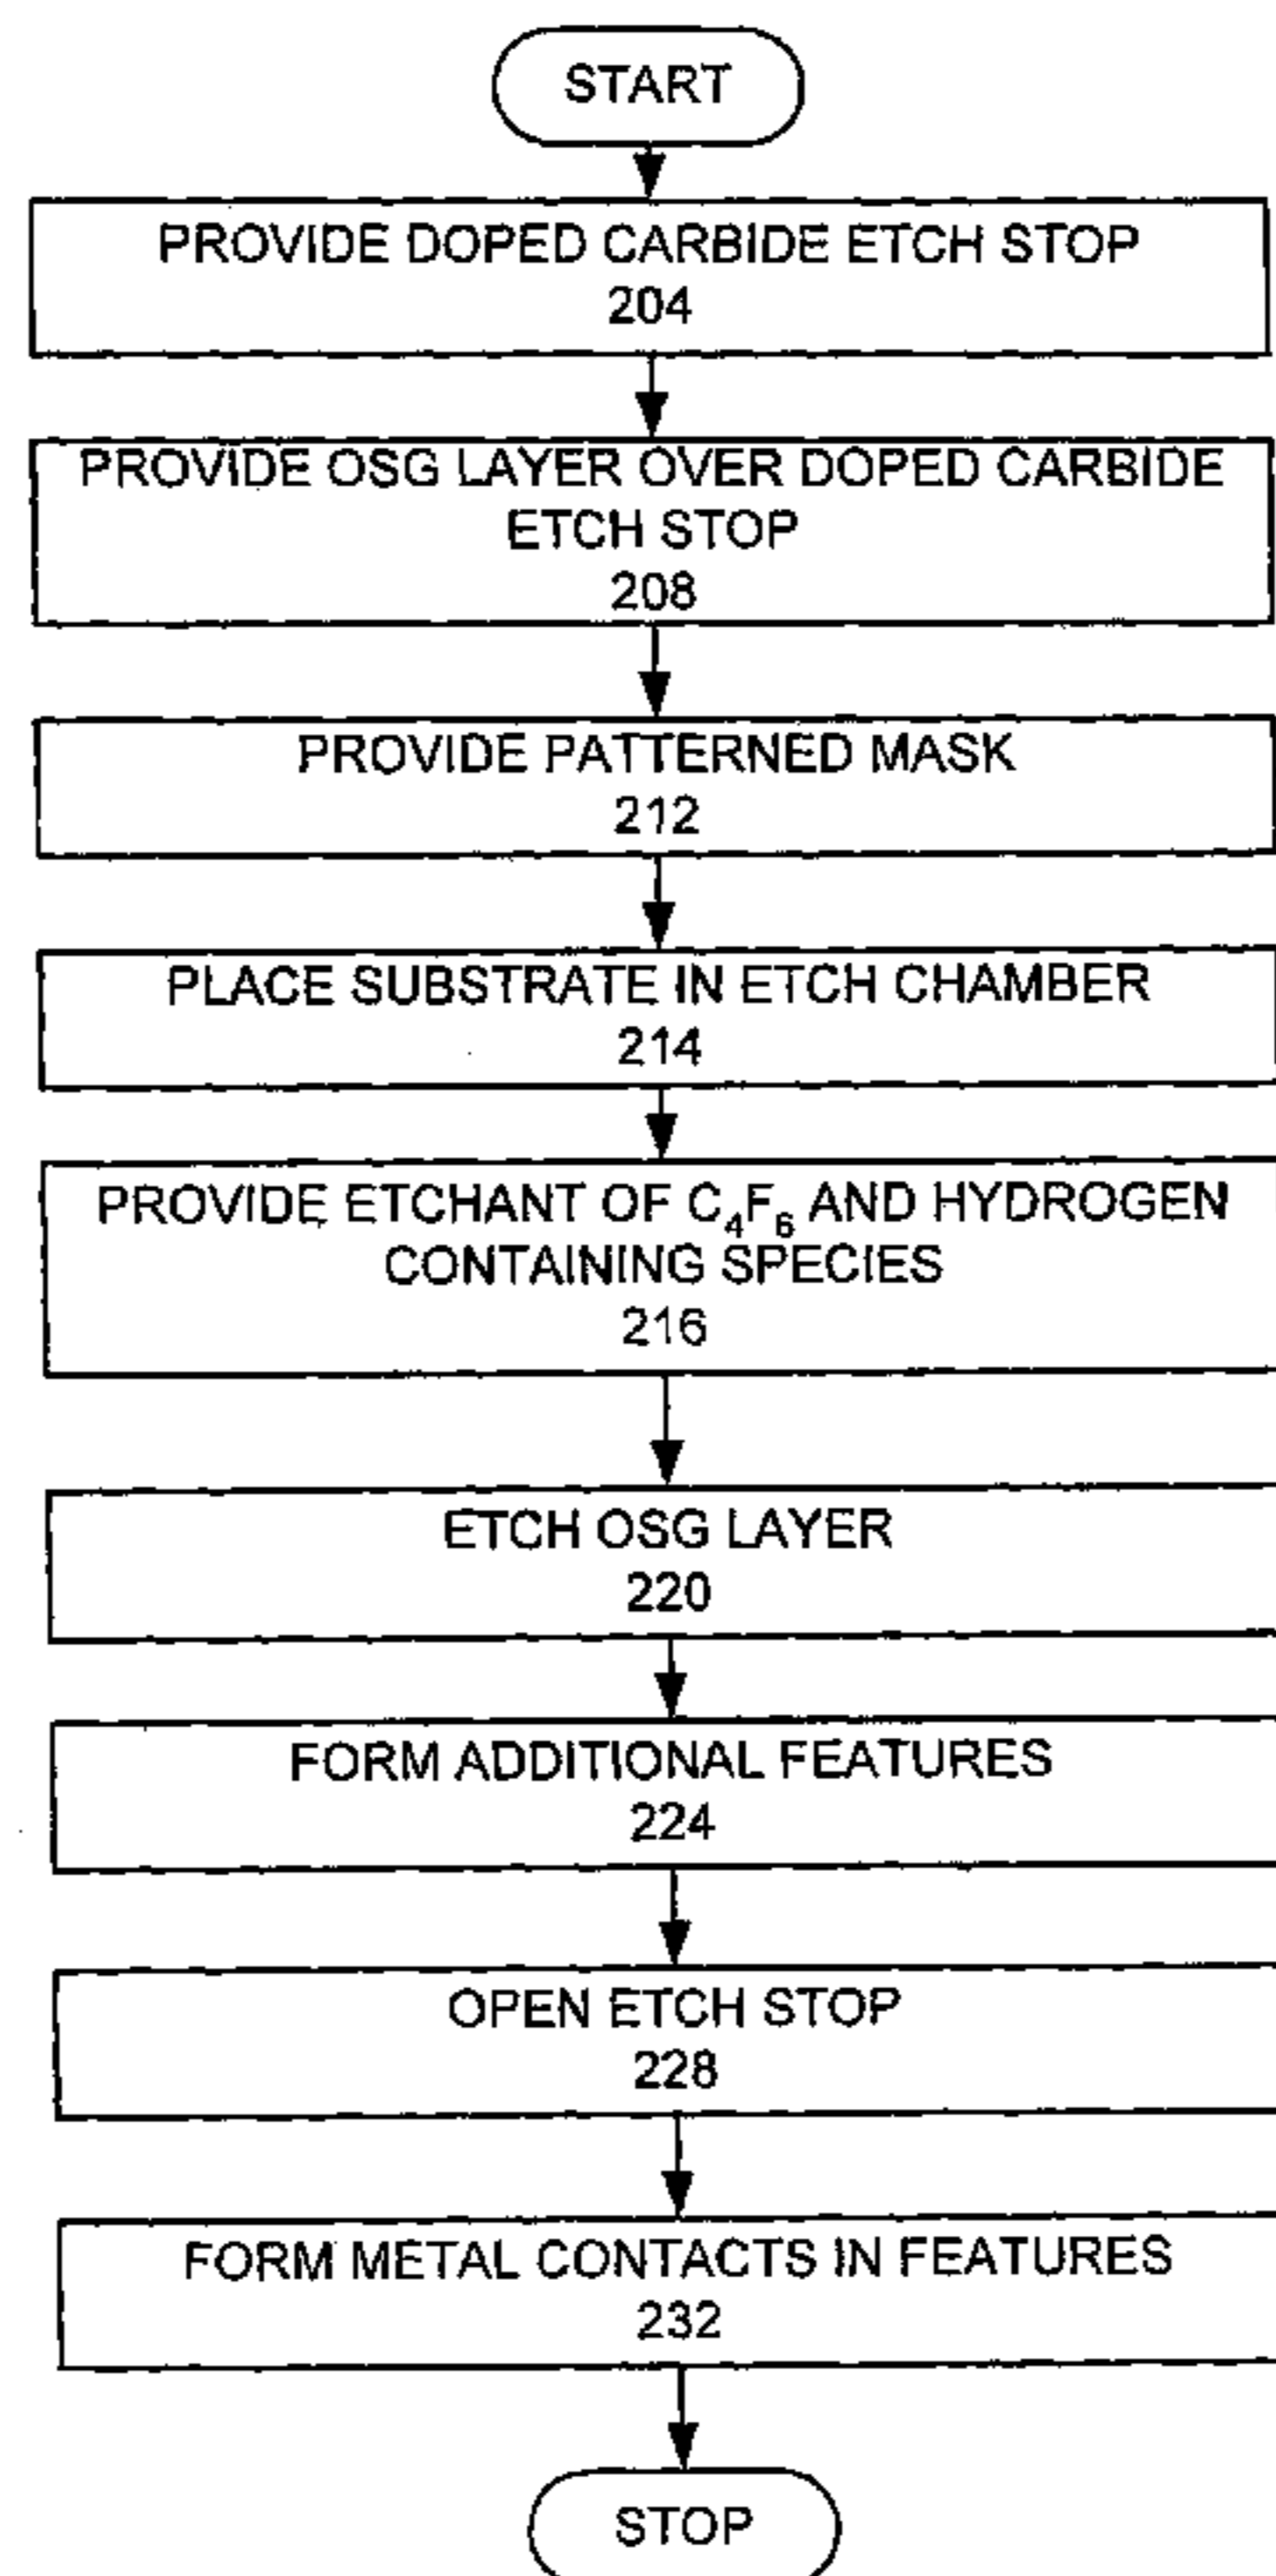 START
PROVIDE DOPED CARBIDE ETCH STOP
204
PROVIDE OSG LAYER OVER DOPED CARBIDE
ETCH STOP
208
PROVIDE PATTERNED MASK
212
PLACE SUBSTRATE IN ETCH CHAMBER
214
PROVIDE ETCHANT OF C₄F₆ AND HYDROGEN
CONTAINING SPECIES
216
ETCH OSG LAYER
220
FORM ADDITIONAL FEATURES
224
OPEN ETCH STOP
228
FORM METAL CONTACTS IN FEATURES
232
STOP